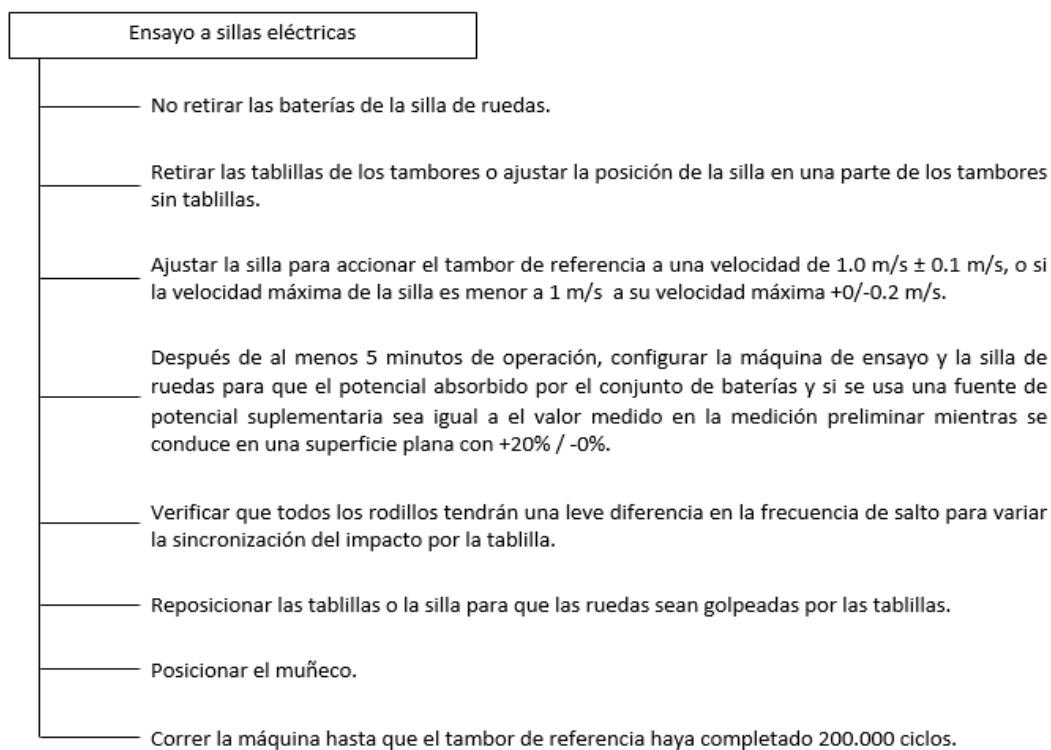 Ensayo a sillas eléctricas
No retirar las baterías de la silla de ruedas.
Retirar las tablillas de los tambores o ajustar la posición de la silla en una parte de los tambores
sin tablillas.
Ajustar la silla para accionar el tambor de referencia a una velocidad de 1.0 m/s ± 0.1 m/s, o si
la velocidad máxima de la silla es menor a 1 m/s a su velocidad máxima +0/-0.2 m/s.
Después de al menos 5 minutos de operación, configurar la máquina de ensayo y la silla de
ruedas para que el potencial absorbido por el conjunto de baterías y si se usa una fuente de
potencial suplementaria sea igual a el valor medido en la medición preliminar mientras se
conduce en una superficie plana con +20% / -0%.
Verificar que todos los rodillos tendrán una leve diferencia en la frecuencia de salto para variar
la sincronización del impacto por la tablilla.
Reposicionar las tablillas o la silla para que las ruedas sean golpeadas por las tablillas.
Posicionar el muñeco.
Correr la máquina hasta que el tambor de referencia haya completado 200.000 ciclos.